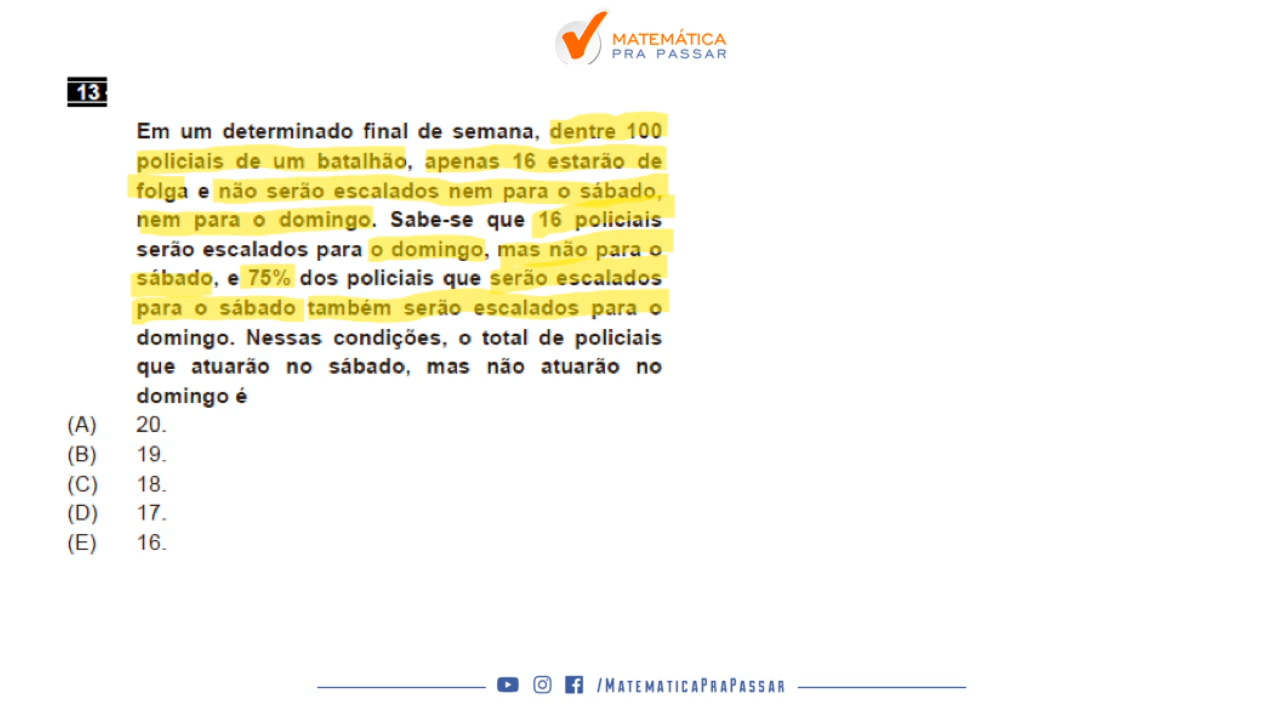 MATEMÁTICA
PRA PASSAR
13
Em um determinado final de semana, dentre 100
policiais de um batalhão, apenas 16 estarão de
folga e não serão escalados nem para o sábado,
nem para o domingo. Sabe-se que 16 policiais
serão escalados para o domingo, mas não para o
sábado, e 75% dos policiais que serão escalados
para o sábado também serão escalados para o
domingo. Nessas condições, o total de policiais
que atuarão no sábado, mas não atuarão no
domingo é
(A) 20.
(B) 19.
(C) 18.
(D) 17.
(E) 16.
/MATEMATICAPRAPASSAR